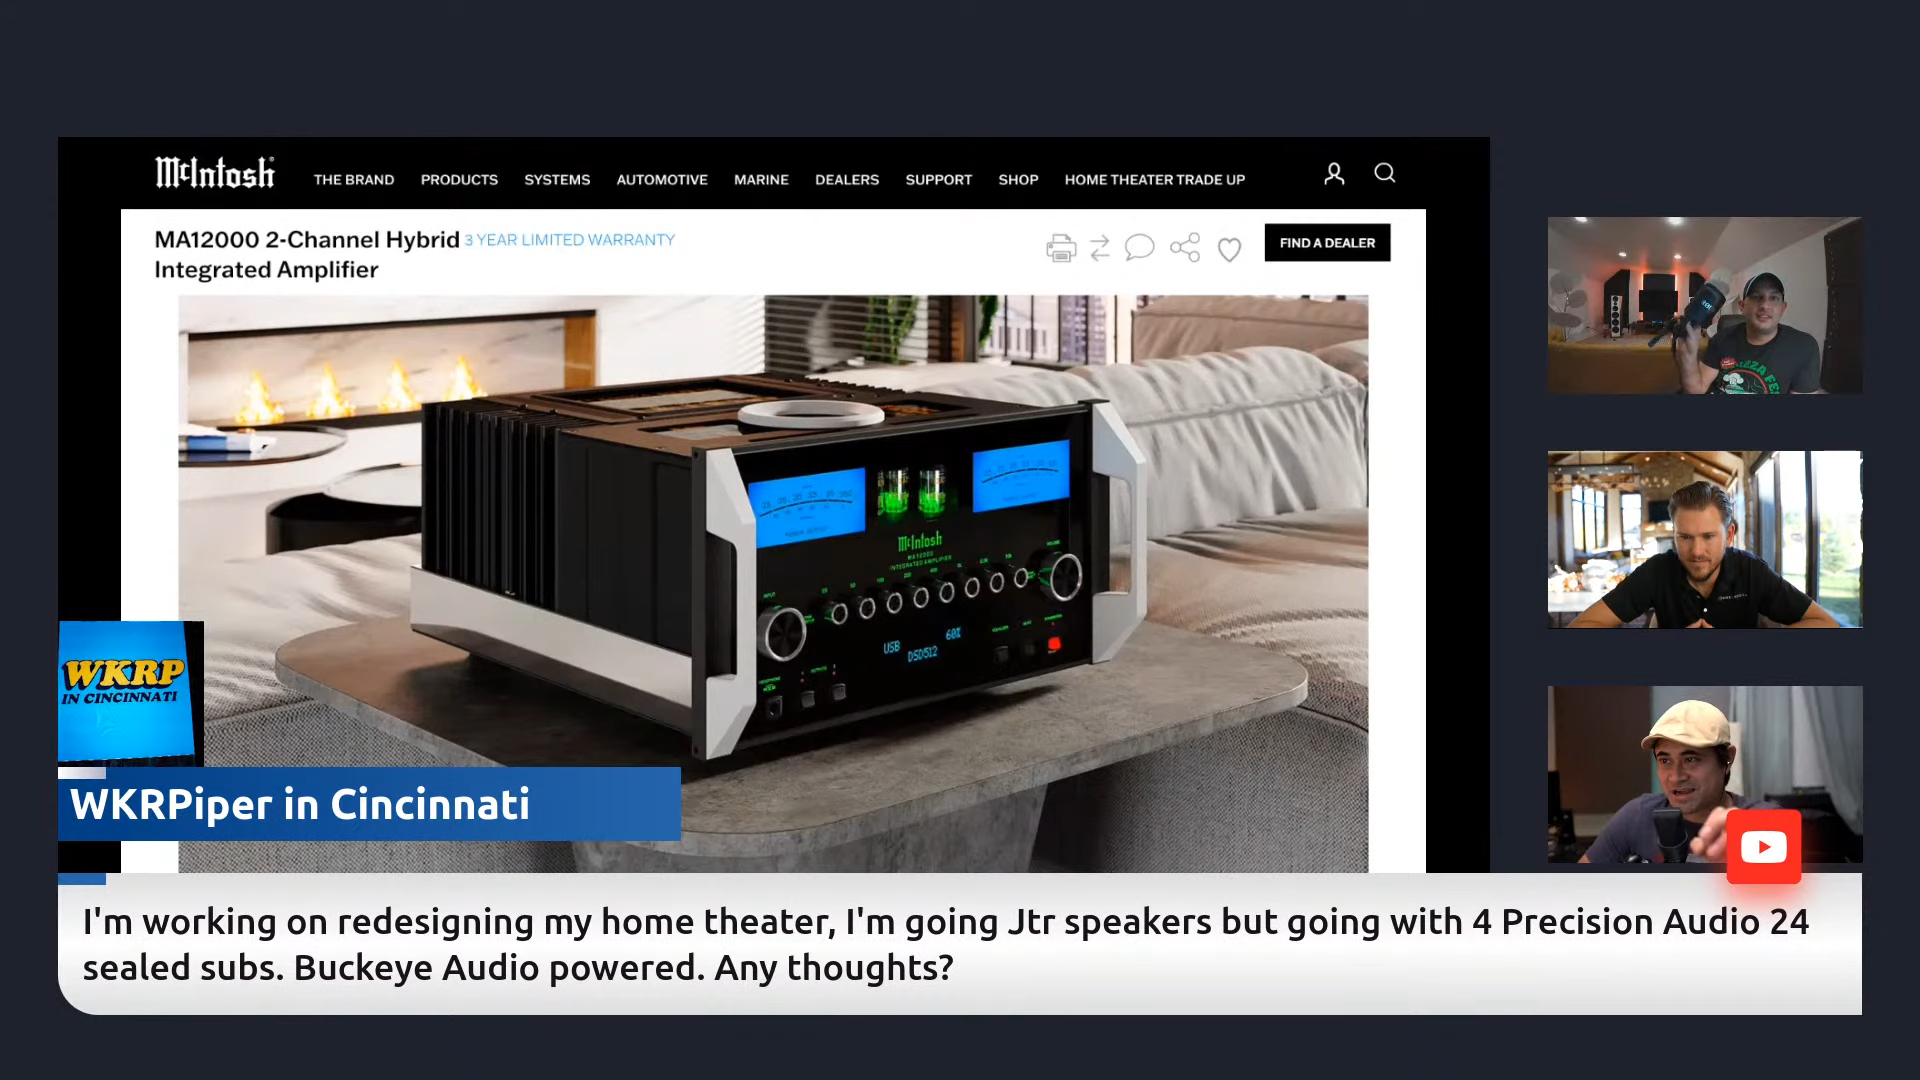 McIntosh
THE BRAND PRODUCTS SYSTEMS AUTOMOTIVE MARINE DEALERS SUPPORT SHOP HOME THEATER TRADE UP
MA12000 2-Channel Hybrid 3 YEAR LIMITED WARRANTY
Integrated Amplifier
FIND A DEALER
McIntosh
MA12000
INTEGRATED AMPLIFIER
INPUT
VOLUME
USB 60%
DSD512
WKRP
IN CINCINNATI
WKRPiper in Cincinnati
I'm working on redesigning my home theater, I'm going Jtr speakers but going with 4 Precision Audio 24
sealed subs. Buckeye Audio powered. Any thoughts?